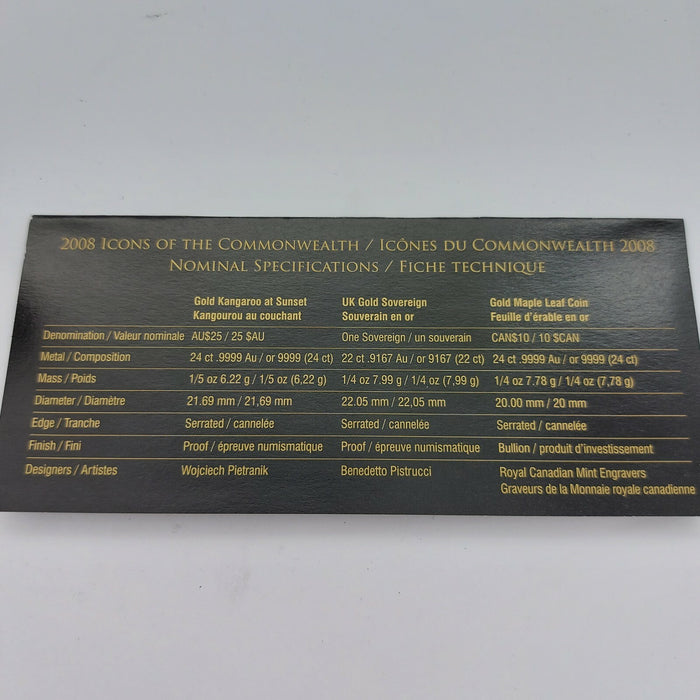 2008 Icons of the Commonwealth / Icônes du Commonwealth 2008
Nominal Specifications / Fiche technique
Gold Kangaroo at Sunset UK Gold Sovereign Gold Maple Leaf Coin
Kangourou au couchant Souverain en or Feuille d'érable en or
Denomination / Valeur nominale AU$25 / 25 $AU One Sovereign / un souverain CAN$10 / 10 $CAN
Metal / Composition 24 ct .9999 Au / or 9999 (24 ct) 22 ct .9167 Au / or 9167 (22 ct) 24 ct .9999 Au / or 9999 (24 ct)
Mass / Poids 1/5 oz 6.22 g / 1/5 oz (6,22 g) 1/4 oz 7.99 g / 1/4 oz (7,99 g) 1/4 oz 7.78 g / 1/4 oz (7,78 g)
Diameter / Diamètre 21.69 mm / 21,69 mm 22.05 mm / 22,05 mm 20.00 mm / 20 mm
Edge / Tranche Serrated / cannelée Serrated / cannelée Serrated / cannelée
Finish / Fini Proof / épreuve numismatique Proof / épreuve numismatique Bullion / produit d'investissement
Designers / Artistes Wojciech Pietranik Benedetto Pistrucci Royal Canadian Mint Engravers
Graveurs de la Monnaie royale canadienne